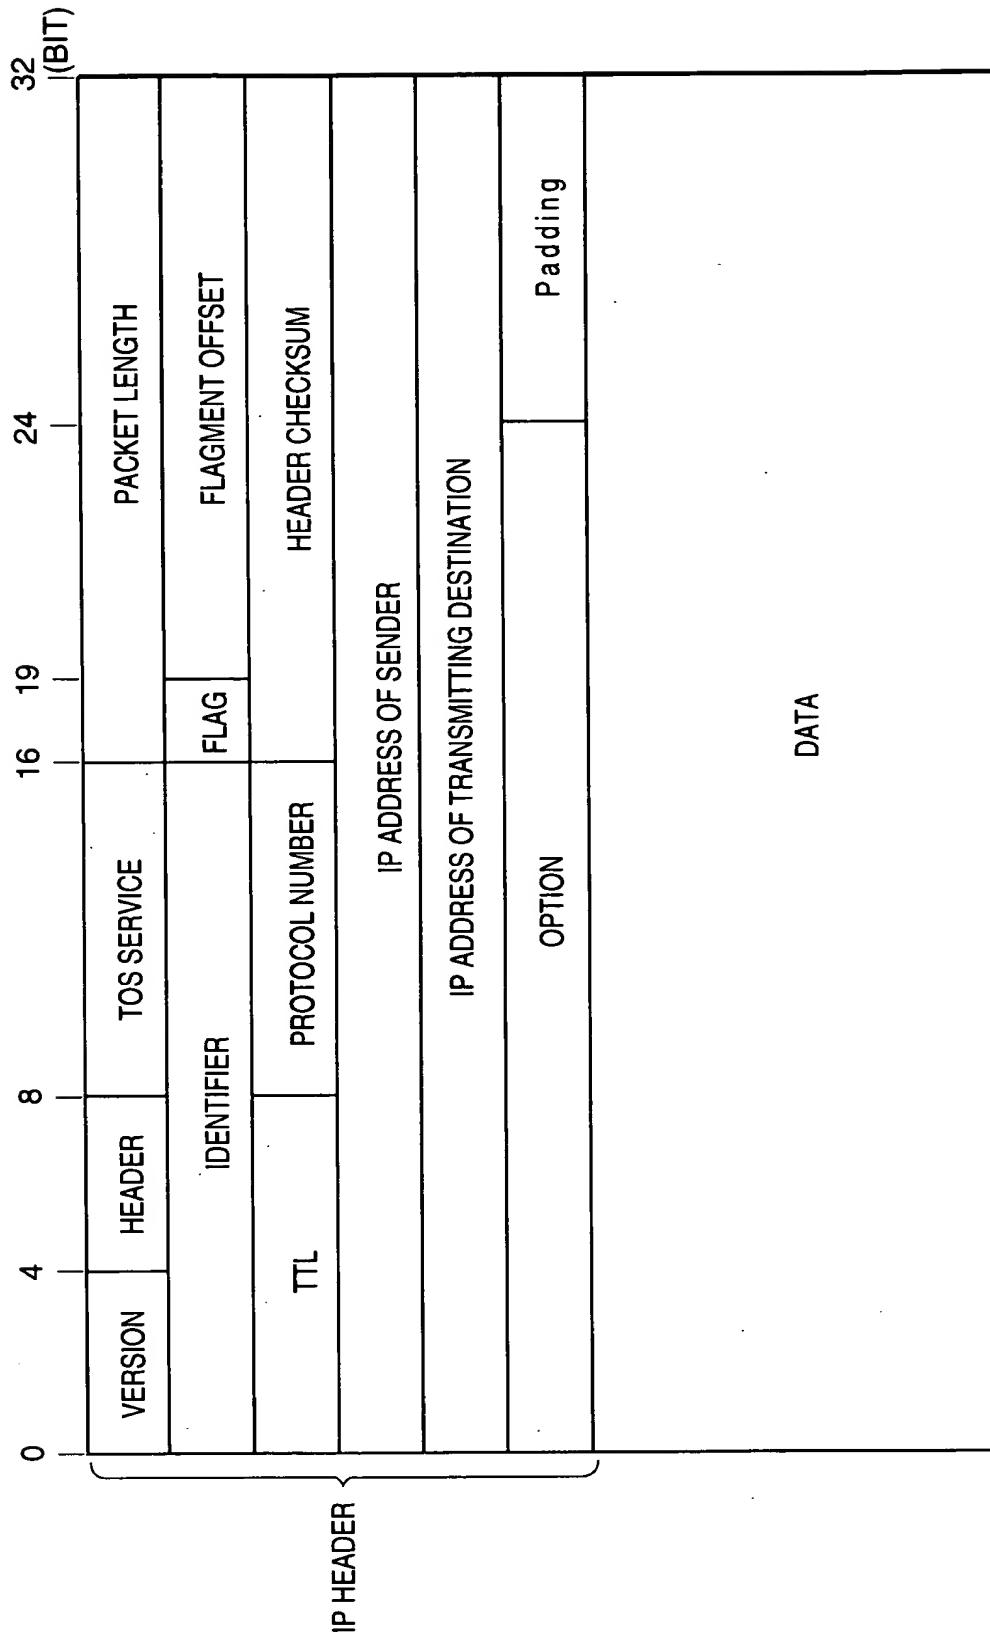 0 4 8 16 19 24 32
(BIT)
VERSION HEADER TOS SERVICE PACKET LENGTH
IDENTIFIER FLAG FLAGMENT OFFSET
TTL PROTOCOL NUMBER HEADER CHECKSUM
IP ADDRESS OF SENDER
IP ADDRESS OF TRANSMITTING DESTINATION
OPTION Padding
IP HEADER
DATA